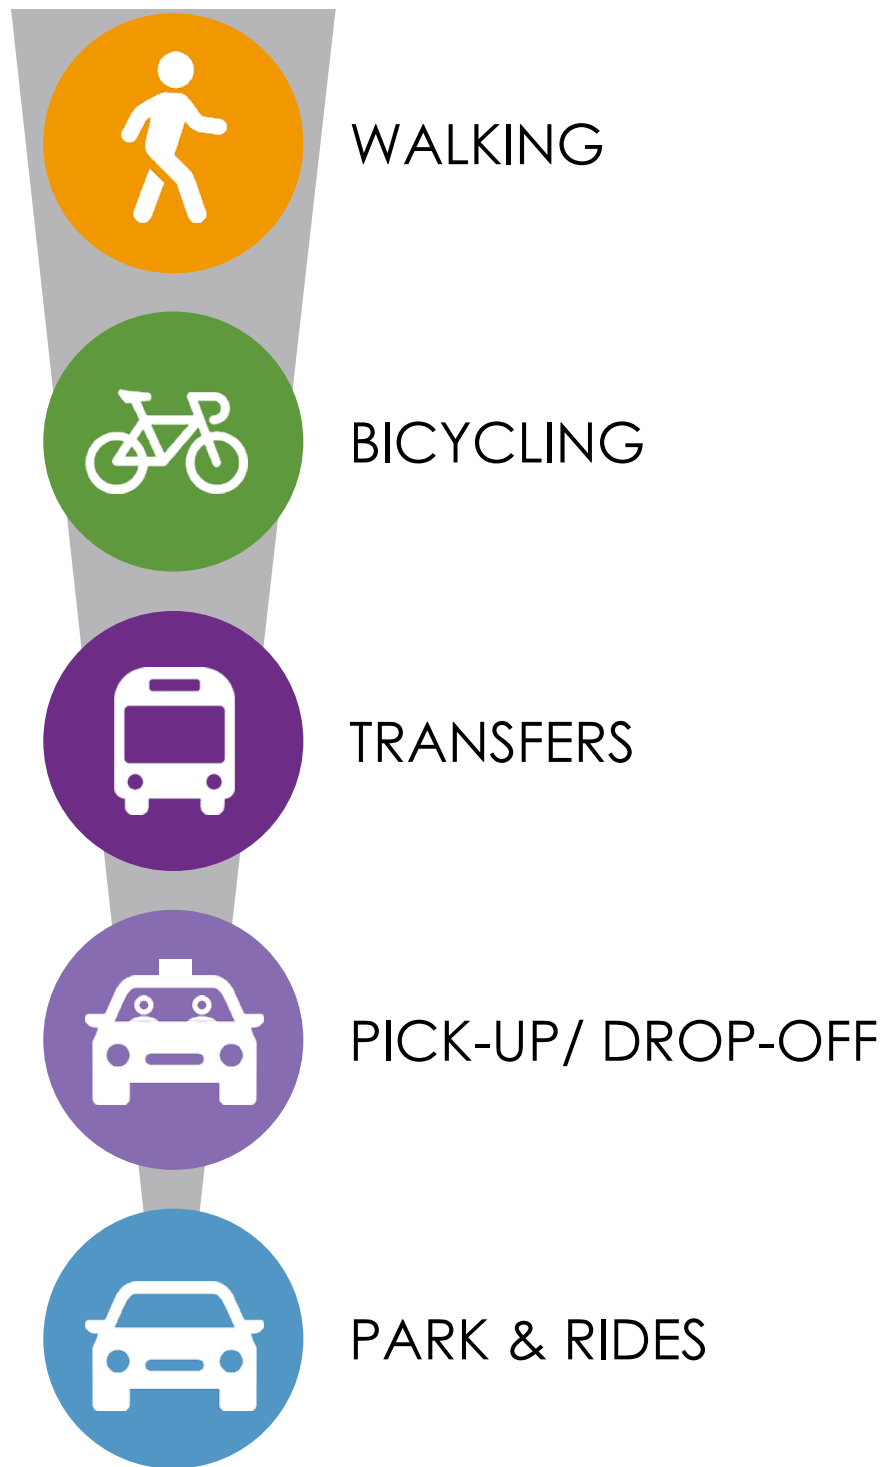 WALKING
BICYCLING
TRANSFERS
PICK-UP/ DROP-OFF
PARK & RIDES